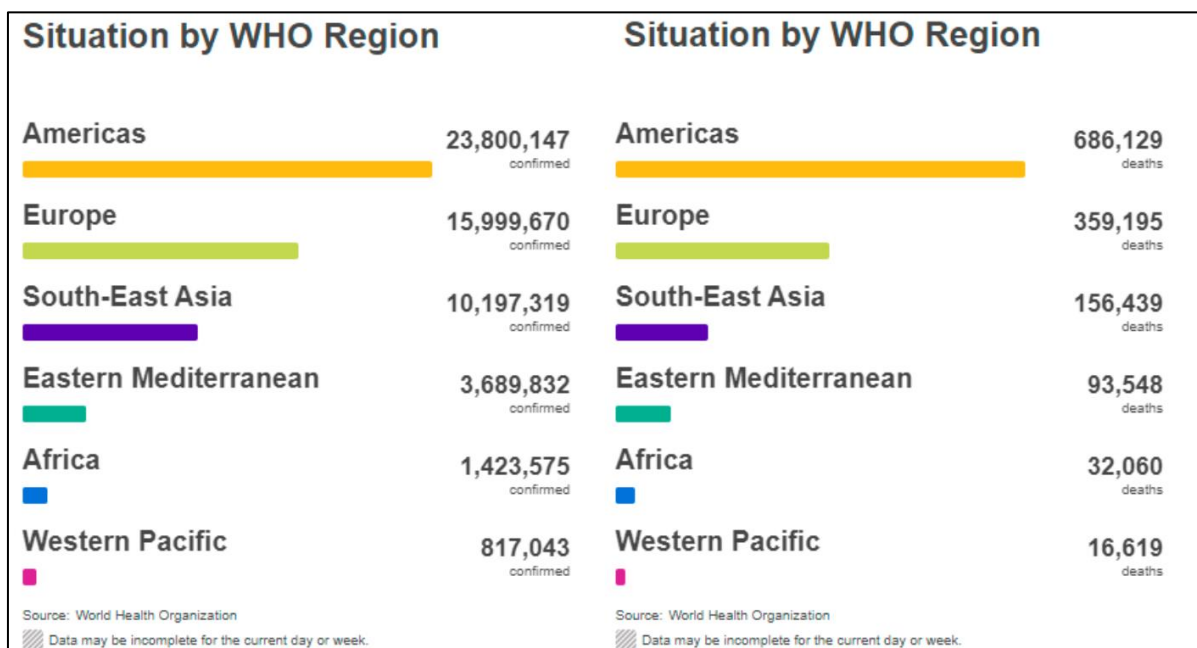 Situation by WHO Region
Americas
23,800,147
confirmed
Europe
15,999,670
confirmed
South-East Asia
10,197,319
confirmed
Eastern Mediterranean
3,689,832
confirmed
Africa
1,423,575
confirmed
Western Pacific
817,043
confirmed
Source: World Health Organization
Data may be incomplete for the current day or week.
Situation by WHO Region
Americas
686,129
deaths
Europe
359,195
deaths
South-East Asia
156,439
deaths
Eastern Mediterranean
93,548
deaths
Africa
32,060
deaths
Western Pacific
16,619
deaths
Source: World Health Organization
Data may be incomplete for the current day or week.